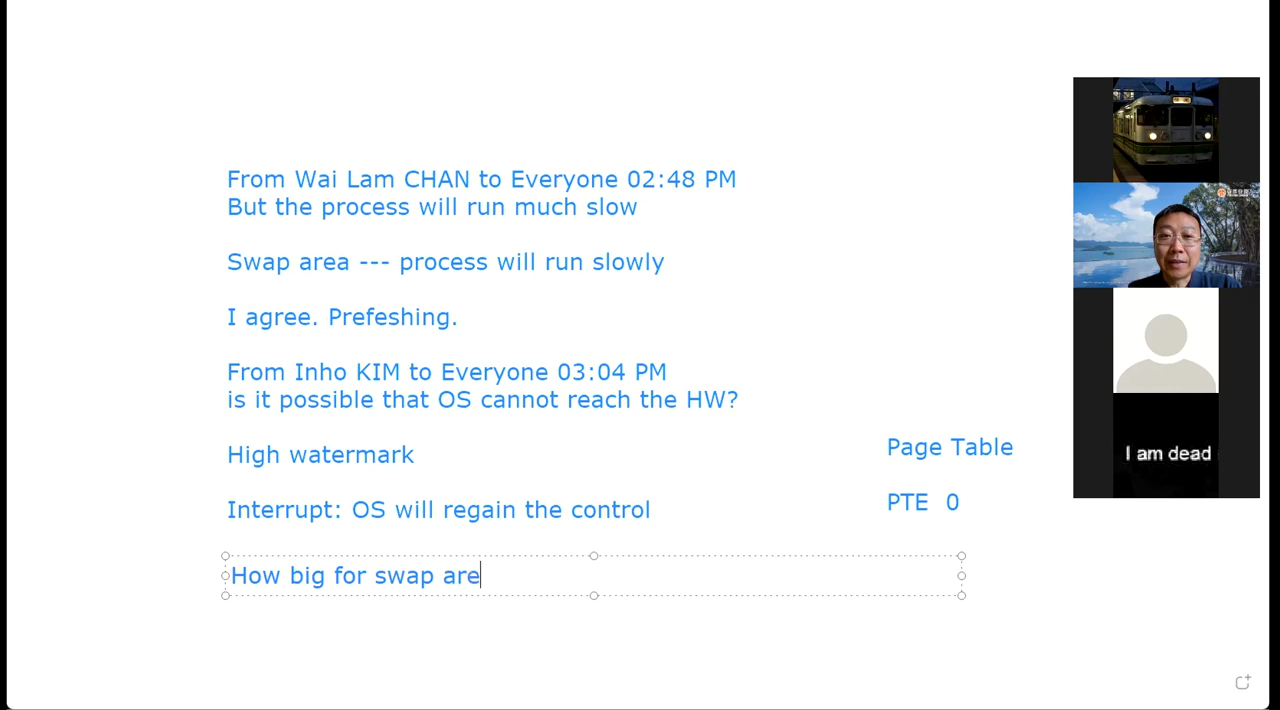 From Wai Lam CHAN to Everyone 02:48 PM
But the process will run much slow
Swap area --- process will run slowly
I agree. Prefeshing.
From Inho KIM to Everyone 03:04 PM
is it possible that OS cannot reach the HW?
High watermark
Interrupt: OS will regain the control
How big for swap are
Page Table
PTE 0
I am dead